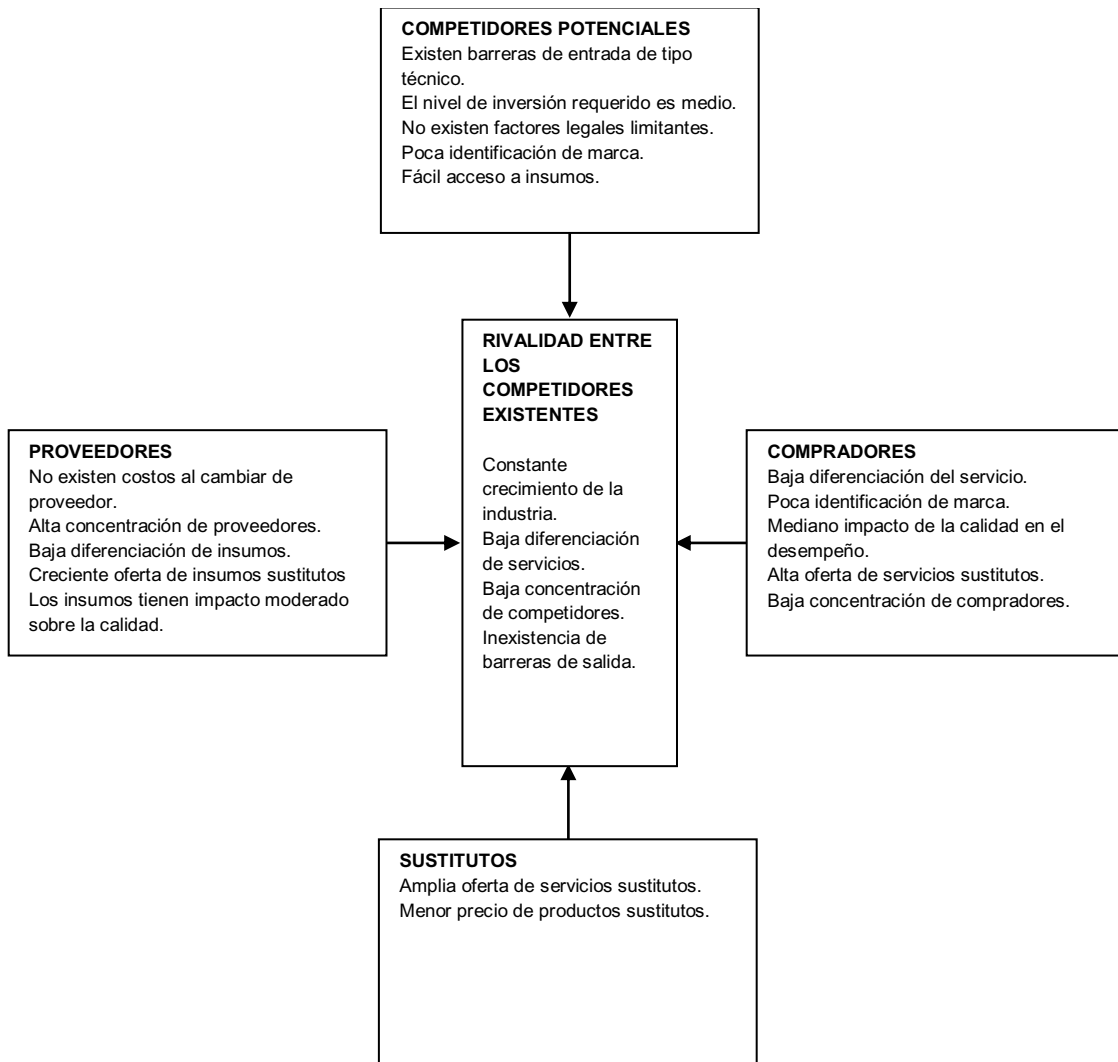 COMPETIDORES POTENCIALES
Existen barreras de entrada de tipo
técnico.
El nivel de inversión requerido es medio.
No existen factores legales limitantes.
Poca identificación de marca.
Fácil acceso a insumos.
PROVEEDORES
No existen costos al cambiar de
proveedor.
Alta concentración de proveedores.
Baja diferenciación de insumos.
Creciente oferta de insumos sustitutos
Los insumos tienen impacto moderado
sobre la calidad.
RIVALIDAD ENTRE
LOS
COMPETIDORES
EXISTENTES
Constante
crecimiento de la
industria.
Baja diferenciación
de servicios.
Baja concentración
de competidores.
Inexistencia de
barreras de salida.
COMPRADORES
Baja diferenciación del servicio.
Poca identificación de marca.
Mediano impacto de la calidad en el
desempeño.
Alta oferta de servicios sustitutos.
Baja concentración de compradores.
SUSTITUTOS
Amplia oferta de servicios sustitutos.
Menor precio de productos sustitutos.